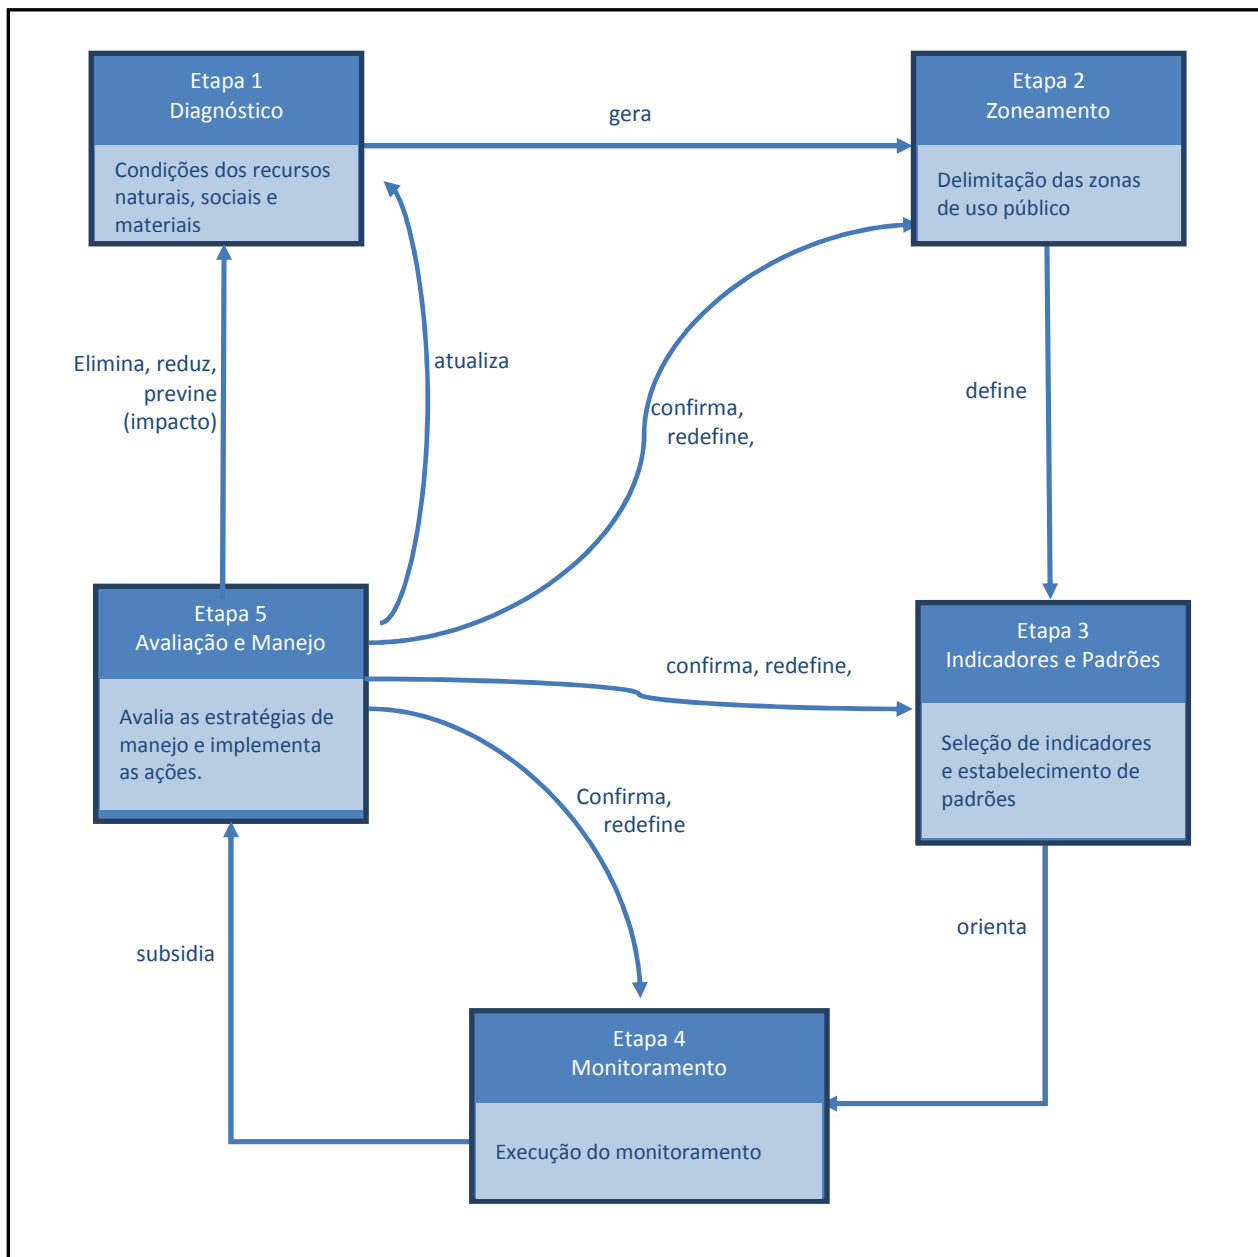 Etapa 1
Diagnóstico
Condições dos recursos
naturais, sociais e
materiais
gera
Etapa 2
Zoneamento
Delimitação das zonas
de uso público
Elimina, reduz,
previne
(impacto)
atualiza
confirma,
redefine,
define
Etapa 5
Avaliação e Manejo
Avalia as estratégias de
manejo e implementa
as ações.
confirma, redefine,
Etapa 3
Indicadores e Padrões
Seleção de indicadores
e estabelecimento de
padrões
Confirma,
redefine
subsidia
orienta
Etapa 4
Monitoramento
Execução do monitoramento